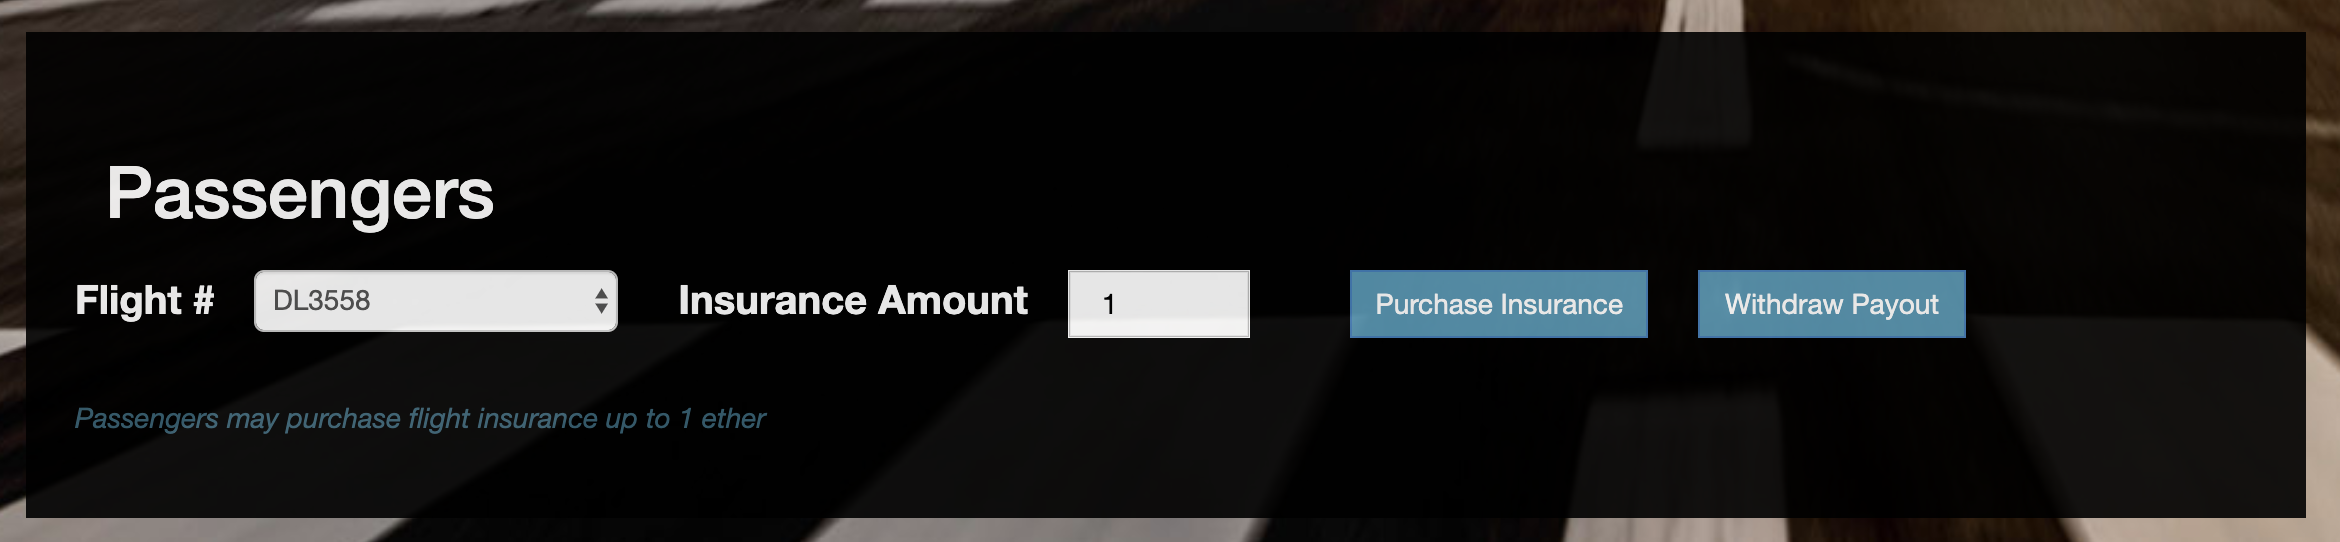 Passengers
Flight # DL3558 Insurance Amount 1 Purchase Insurance Withdraw Payout
Passengers may purchase flight insurance up to 1 ether